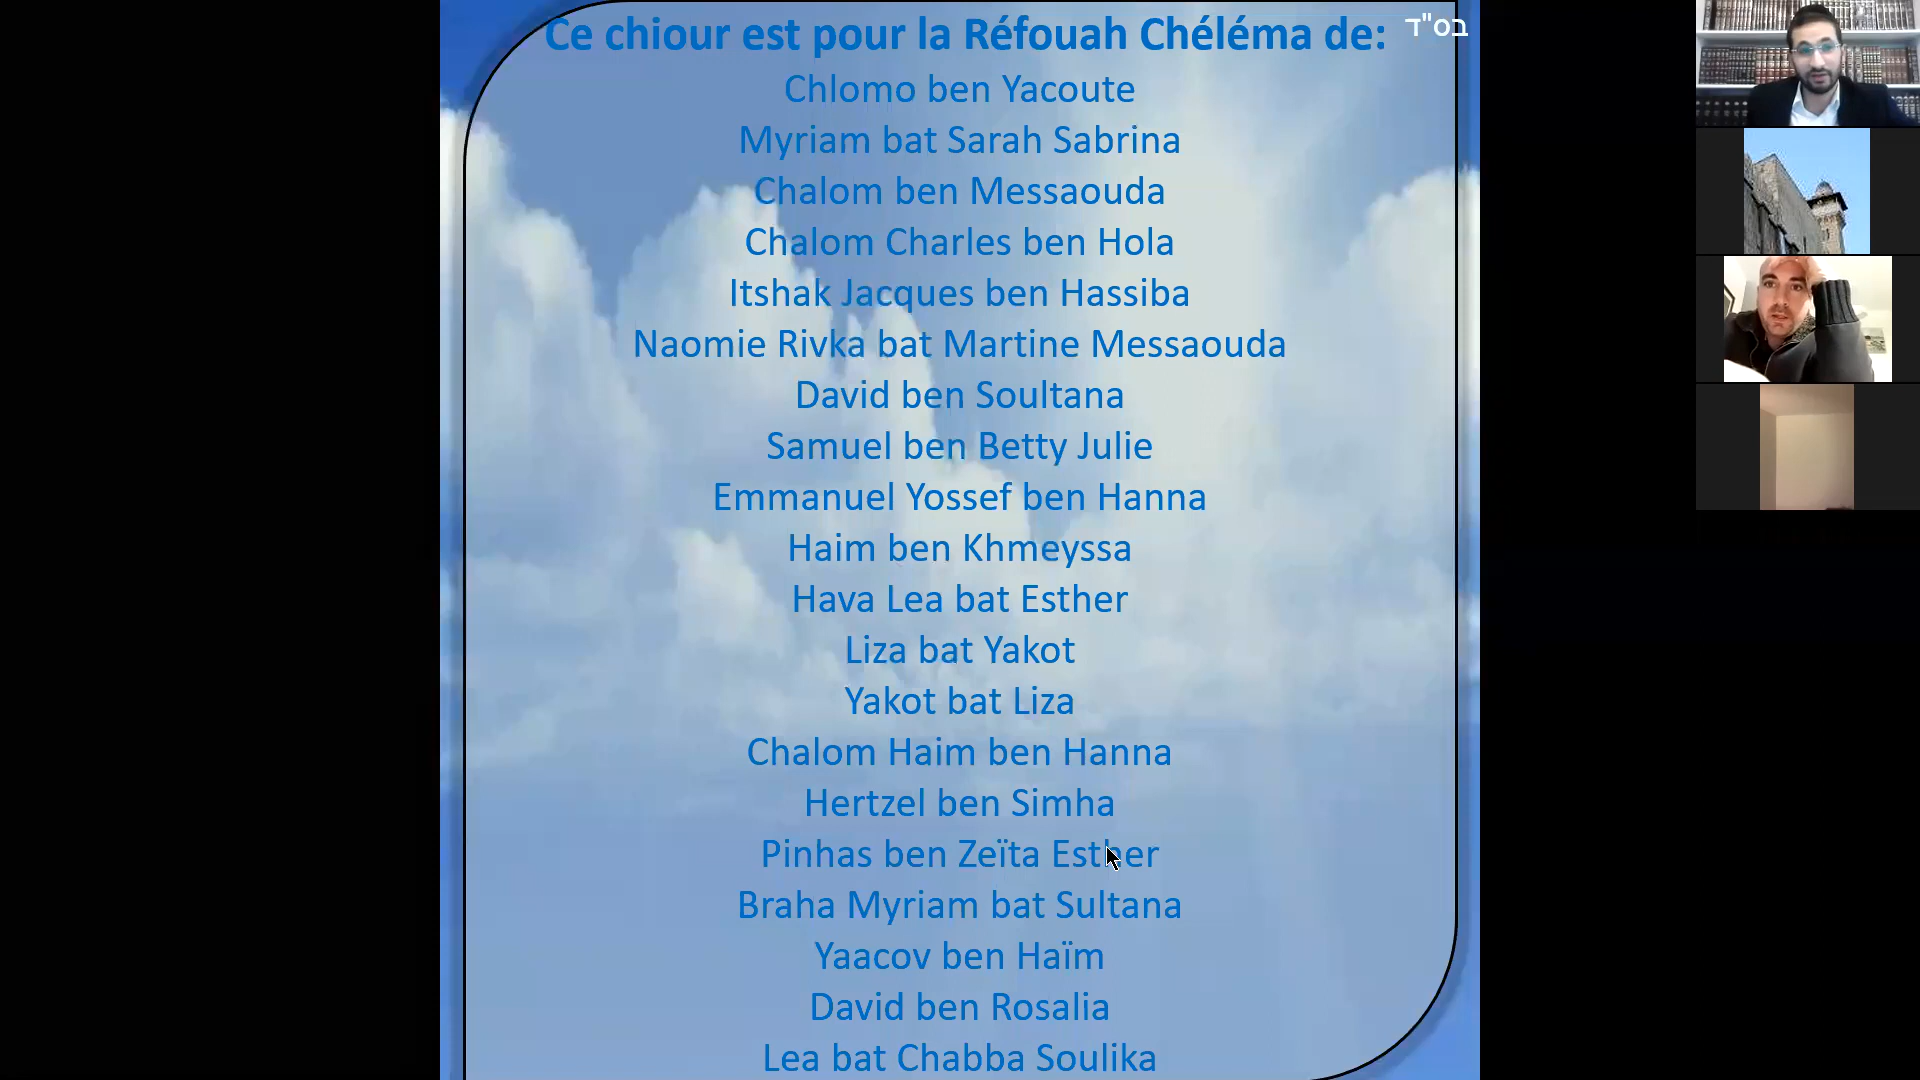 בס"ד
Ce chiour est pour la Réfouah Chéléma de:
Chlomo ben Yacoute
Myriam bat Sarah Sabrina
Chalom ben Messaouda
Chalom Charles ben Hola
Itshak Jacques ben Hassiba
Naomie Rivka bat Martine Messaouda
David ben Soultana
Samuel ben Betty Julie
Emmanuel Yossef ben Hanna
Haim ben Khmeyssa
Hava Lea bat Esther
Liza bat Yakot
Yakot bat Liza
Chalom Haim ben Hanna
Hertzel ben Simha
Pinhas ben Zeïta Esther
Braha Myriam bat Sultana
Yaacov ben Haïm
David ben Rosalia
Lea bat Chabba Soulika